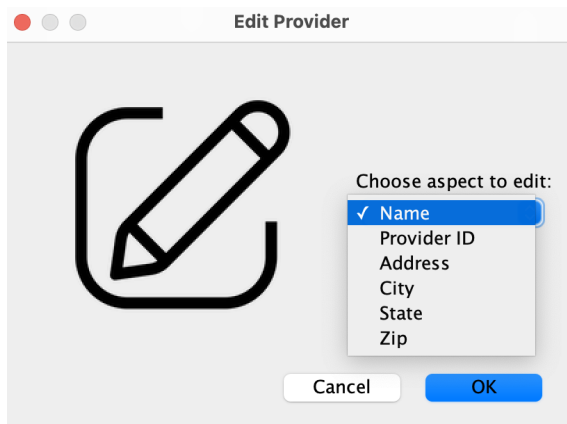 Edit Provider
Choose aspect to edit:
✓ Name
Provider ID
Address
City
State
Zip
Cancel
OK